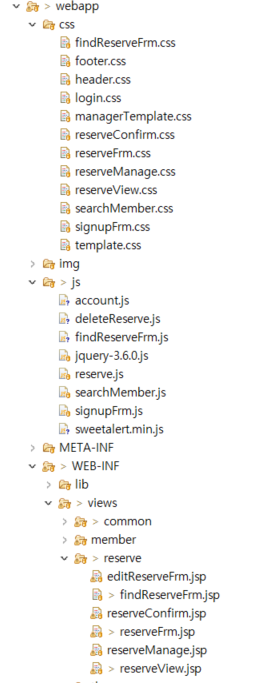 > webapp
css
findReserveFrm.css
footer.css
header.css
login.css
managerTemplate.css
reserveConfirm.css
reserveFrm.css
reserveManage.css
reserveView.css
searchMember.css
signupFrm.css
template.css
img
> js
account.js
deleteReserve.js
findReserveFrm.js
jquery-3.6.0.js
reserve.js
searchMember.js
signupFrm.js
sweetalert.min.js
META-INF
> WEB-INF
lib
> views
> common
member
> reserve
editReserveFrm.jsp
> findReserveFrm.jsp
reserveConfirm.jsp
> reserveFrm.jsp
reserveManage.jsp
> reserveView.jsp